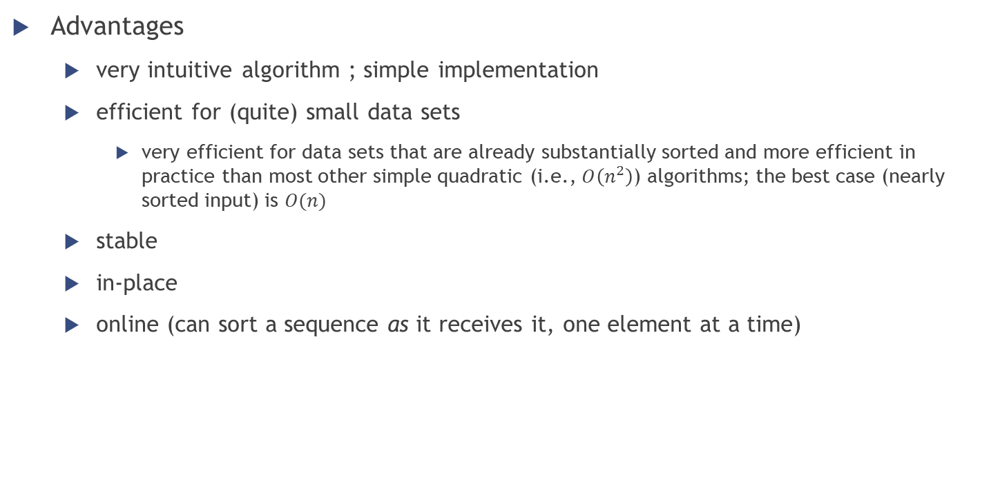 Advantages
very intuitive algorithm ; simple implementation
efficient for (quite) small data sets
very efficient for data sets that are already substantially sorted and more efficient in
practice than most other simple quadratic (i.e., O(n²)) algorithms; the best case (nearly
sorted input) is O(n)
stable
in-place
online (can sort a sequence as it receives it, one element at a time)